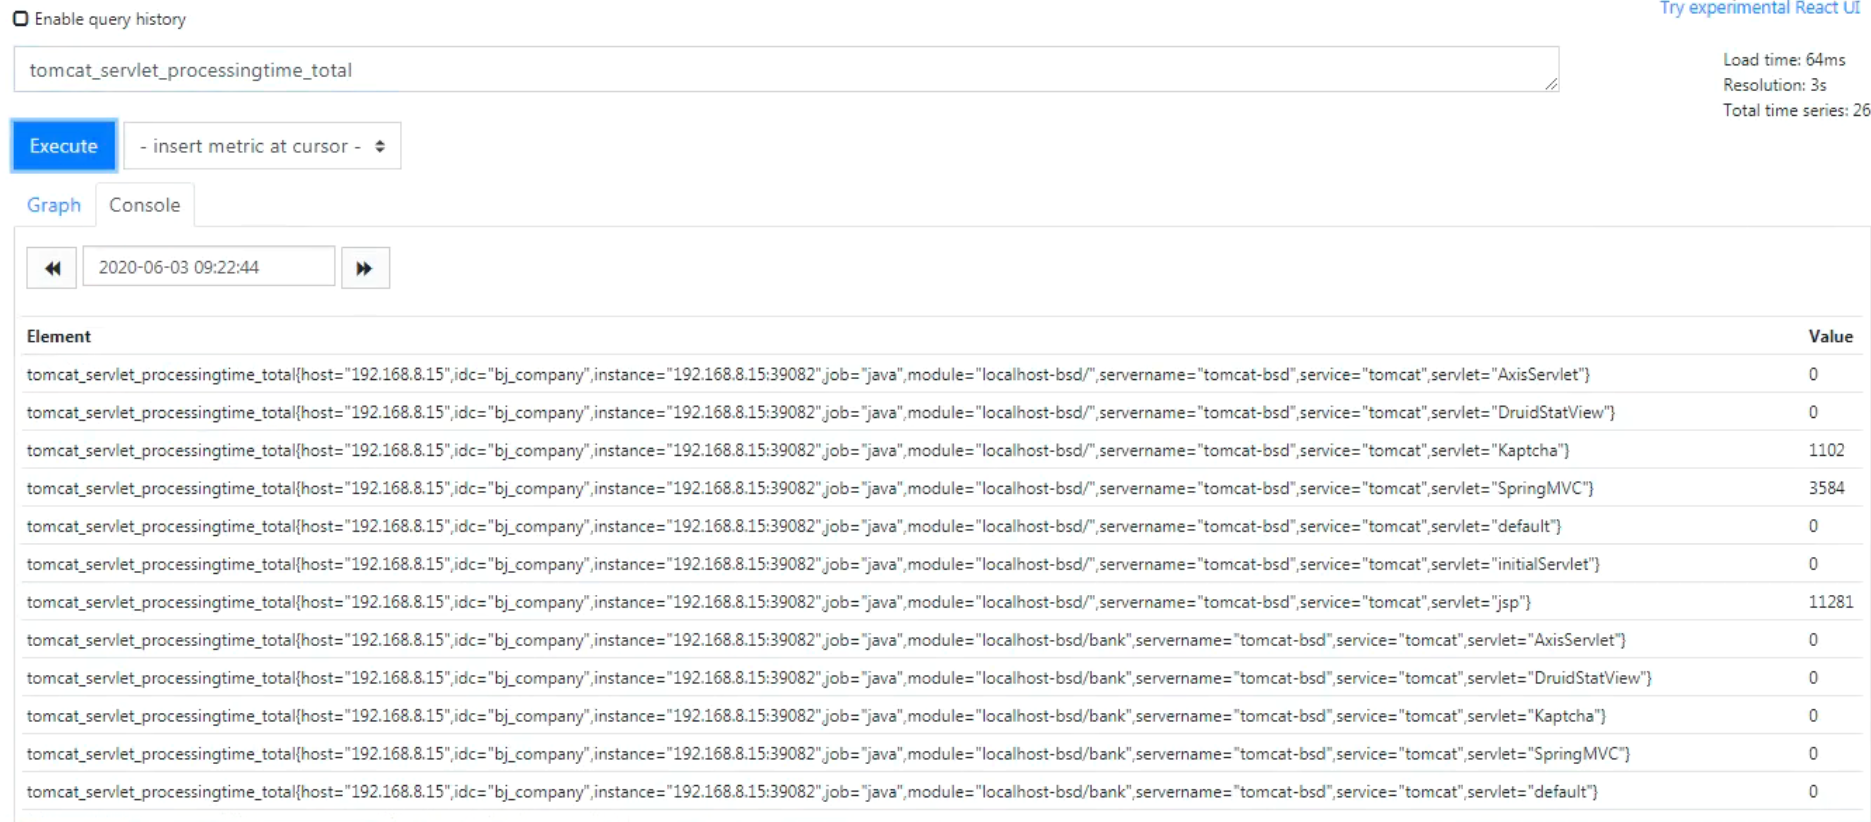 Enable query history
Try experimental React UI
tomcat_servlet_processingtime_total
Load time: 64ms
Resolution: 3s
Total time series: 26
Execute
- insert metric at cursor -
Graph
Console
2020-06-03 09:22:44
Element Value
tomcat_servlet_processingtime_total{host="192.168.8.15",idc="bj_company",instance="192.168.8.15:39082",job="java",module="localhost-bsd/",servername="tomcat-bsd",service="tomcat",servlet="AxisServlet"} 0
tomcat_servlet_processingtime_total{host="192.168.8.15",idc="bj_company",instance="192.168.8.15:39082",job="java",module="localhost-bsd/",servername="tomcat-bsd",service="tomcat",servlet="DruidStatView"} 0
tomcat_servlet_processingtime_total{host="192.168.8.15",idc="bj_company",instance="192.168.8.15:39082",job="java",module="localhost-bsd/",servername="tomcat-bsd",service="tomcat",servlet="Kaptcha"} 1102
tomcat_servlet_processingtime_total{host="192.168.8.15",idc="bj_company",instance="192.168.8.15:39082",job="java",module="localhost-bsd/",servername="tomcat-bsd",service="tomcat",servlet="SpringMVC"} 3584
tomcat_servlet_processingtime_total{host="192.168.8.15",idc="bj_company",instance="192.168.8.15:39082",job="java",module="localhost-bsd/",servername="tomcat-bsd",service="tomcat",servlet="default"} 0
tomcat_servlet_processingtime_total{host="192.168.8.15",idc="bj_company",instance="192.168.8.15:39082",job="java",module="localhost-bsd/",servername="tomcat-bsd",service="tomcat",servlet="initialServlet"} 0
tomcat_servlet_processingtime_total{host="192.168.8.15",idc="bj_company",instance="192.168.8.15:39082",job="java",module="localhost-bsd/",servername="tomcat-bsd",service="tomcat",servlet="jsp"} 11281
tomcat_servlet_processingtime_total{host="192.168.8.15",idc="bj_company",instance="192.168.8.15:39082",job="java",module="localhost-bsd/bank",servername="tomcat-bsd",service="tomcat",servlet="AxisServlet"} 0
tomcat_servlet_processingtime_total{host="192.168.8.15",idc="bj_company",instance="192.168.8.15:39082",job="java",module="localhost-bsd/bank",servername="tomcat-bsd",service="tomcat",servlet="DruidStatView"} 0
tomcat_servlet_processingtime_total{host="192.168.8.15",idc="bj_company",instance="192.168.8.15:39082",job="java",module="localhost-bsd/bank",servername="tomcat-bsd",service="tomcat",servlet="Kaptcha"} 0
tomcat_servlet_processingtime_total{host="192.168.8.15",idc="bj_company",instance="192.168.8.15:39082",job="java",module="localhost-bsd/bank",servername="tomcat-bsd",service="tomcat",servlet="SpringMVC"} 0
tomcat_servlet_processingtime_total{host="192.168.8.15",idc="bj_company",instance="192.168.8.15:39082",job="java",module="localhost-bsd/bank",servername="tomcat-bsd",service="tomcat",servlet="default"} 0